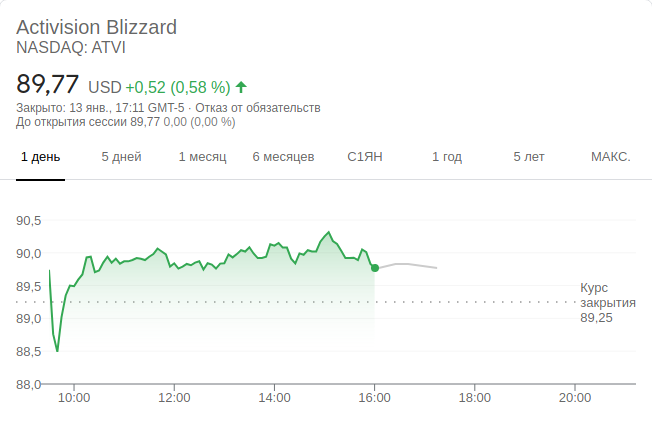 Activision Blizzard
NASDAQ: ATVI
89,77 USD +0,52 (0,58 %)
Закрыто: 13 янв., 17:11 GMT-5 · Отказ от обязательств
До открытия сессии 89,77 0,00 (0,00 %)
1 день 5 дней 1 месяц 6 месяцев С1ЯН 1 год 5 лет МАКС.
90,5
90,0
89,5
Курс
закрытия
89,25
89,0
88,5
88,0
10:00 12:00 14:00 16:00 18:00 20:00